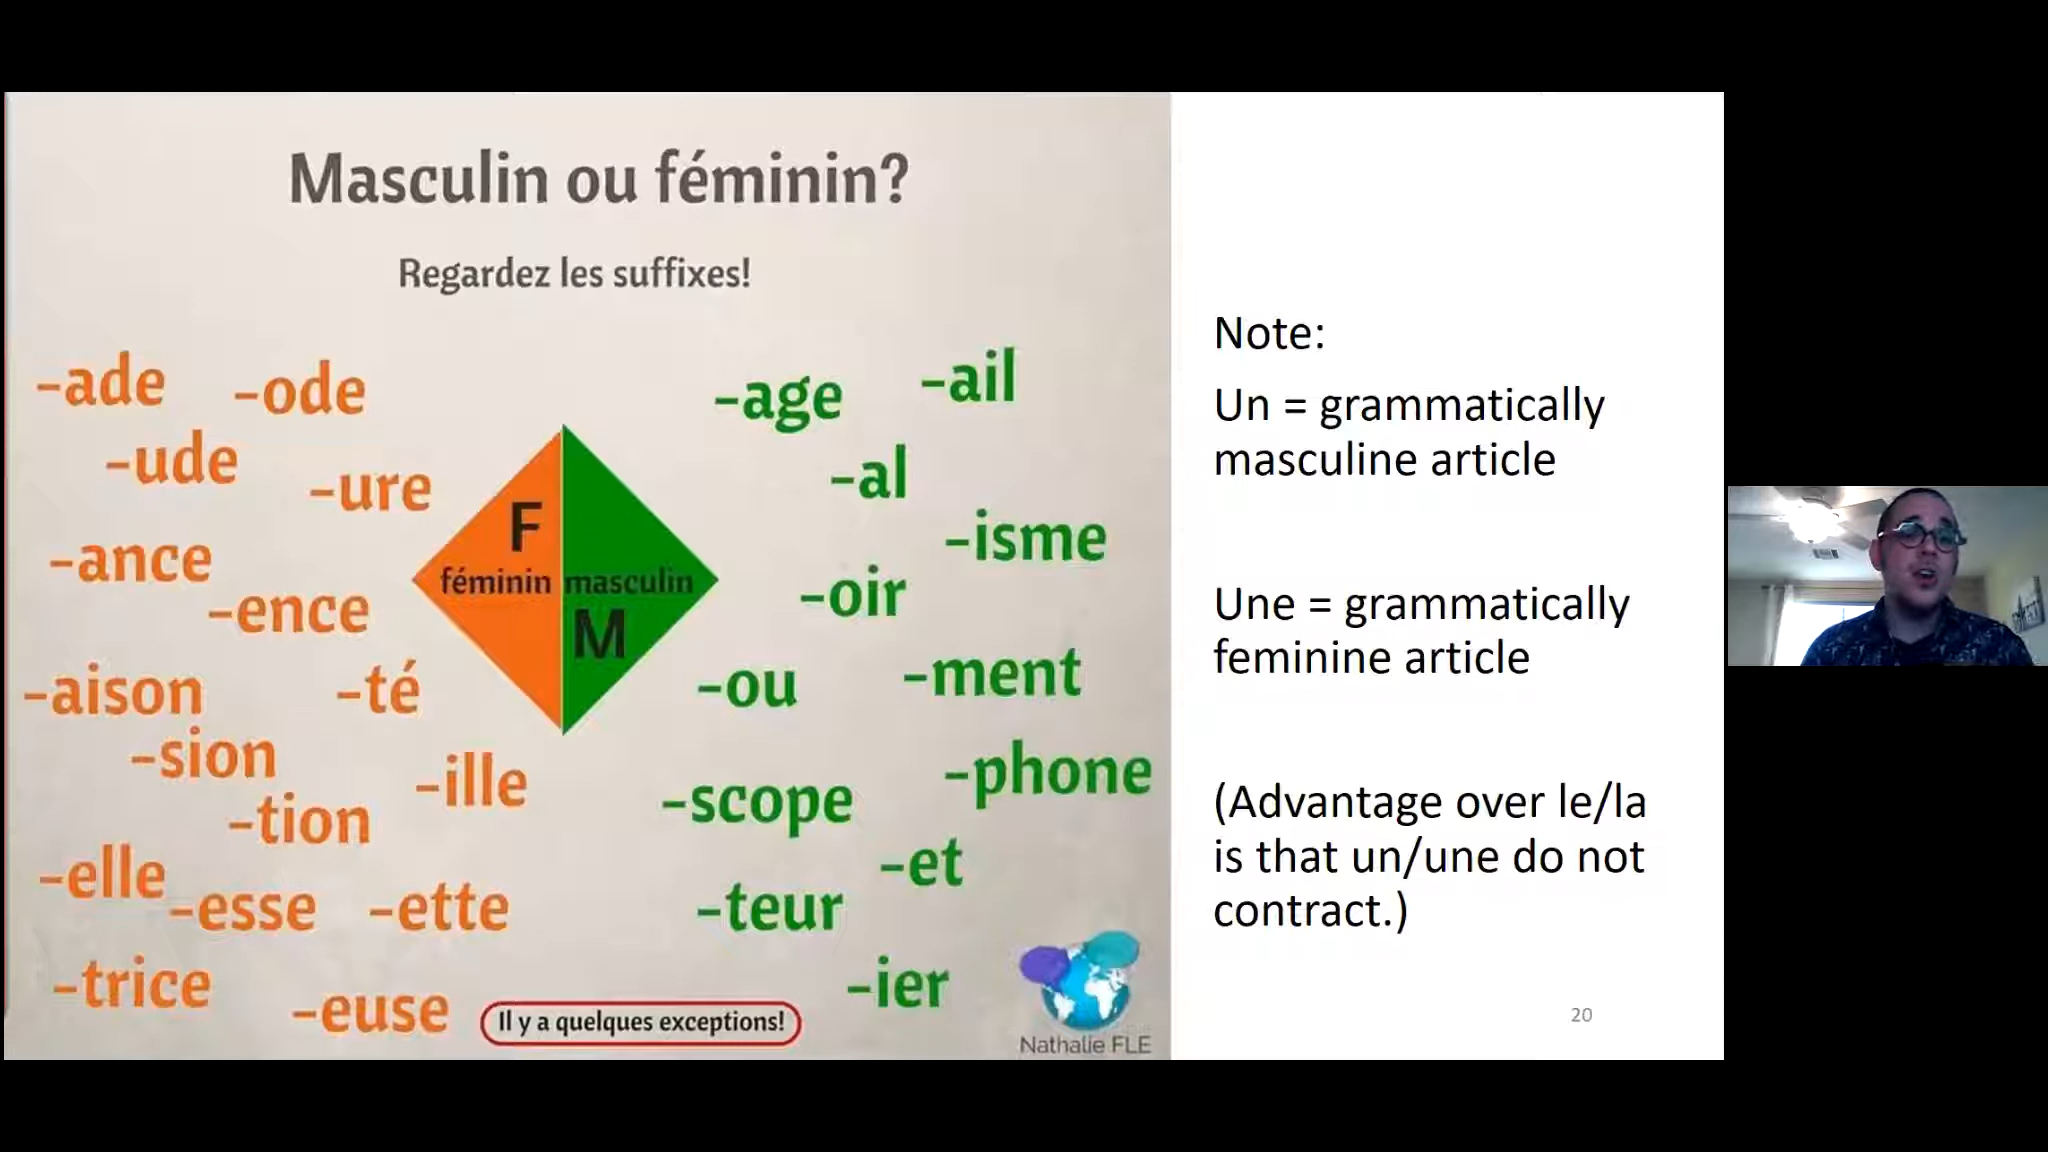 Masculin ou féminin?
Regardez les suffixes!
-ade
-ode
-ude
-ure
-ance
-ence
-aison
-té
-sion
-ille
-tion
-elle
-esse
-ette
-trice
-euse
F
féminin
masculin
M
-age
-ail
-al
-isme
-oir
-ou
-ment
-phone
-scope
-et
-teur
-ier
Il y a quelques exceptions!
Nathalie FLE
Note:
Un = grammatically
masculine article
Une = grammatically
feminine article
(Advantage over le/la
is that un/une do not
contract.)
20